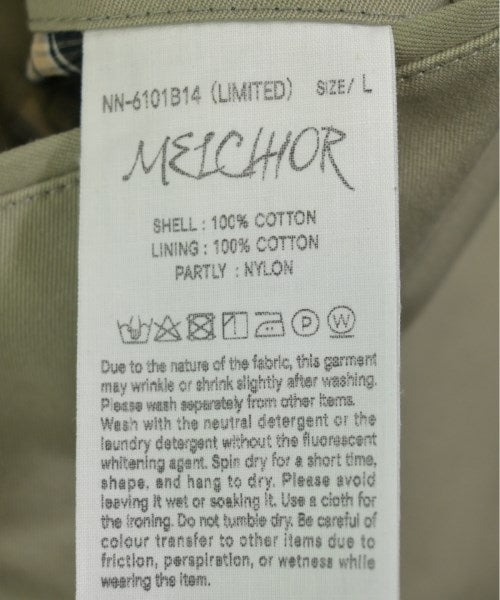 NN-6101B14 (LIMITED) SIZE/ L
MELCHIOR
SHELL : 100% COTTON
LINING : 100% COTTON
PARTLY : NYLON
P W
Due to the nature of the fabric, this garment
may wrinkle or shrink slightly after washing.
Please wash separately from other items.
Wash with the neutral detergent or the
laundry detergent without the fluorescent
whitening agent. Spin dry for a short time,
shape, and hang to dry. Please avoid
leaving it wet or soaking it. Use a cloth for
the ironing. Do not tumble dry. Be careful of
colour transfer to other items due to
friction, perspiration, or wetness while
wearing the item.